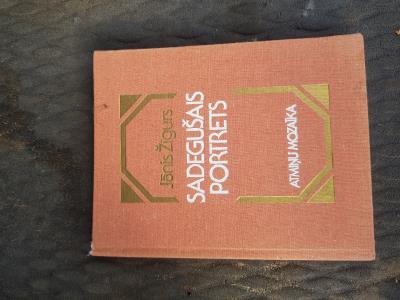 Jānis Žīgurs
SADEGUŠAIS
PORTRETS
ATMIŅU MOZAĪKA